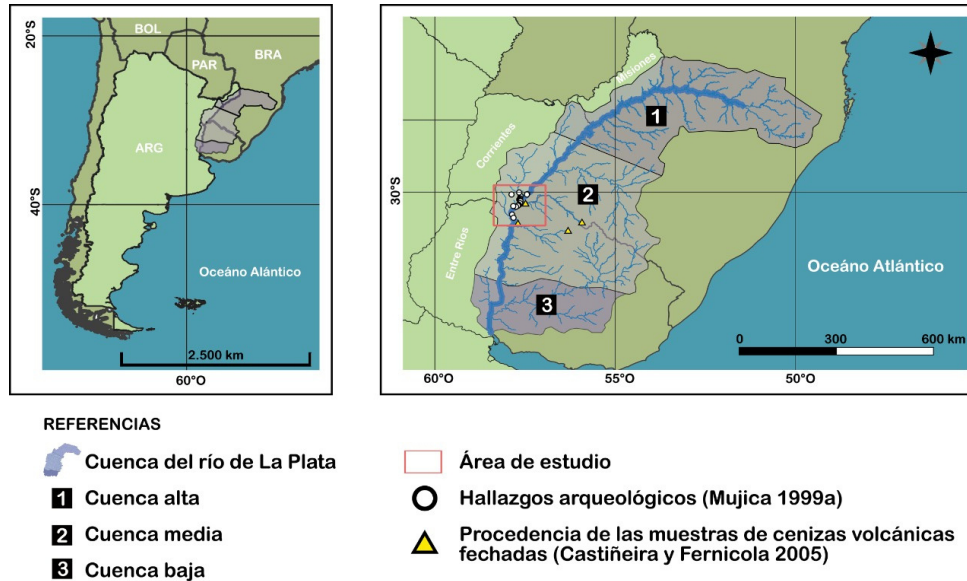 20°S
BOL
PAR
BRA
ARG
40°S
Oceáno Alántico
2.500 km
60°O
Misiones
Corrientes
Entre Ríos
1
2
3
30°S
Oceáno Atlántico
0 300 600 km
60°O 55°O 50°O
REFERENCIAS
Cuenca del río de La Plata
1 Cuenca alta
2 Cuenca media
3 Cuenca baja
Área de estudio
Hallazgos arqueológicos (Mujica 1999a)
Procedencia de las muestras de cenizas volcánicas
fechadas (Castiñeira y Fernicola 2005)